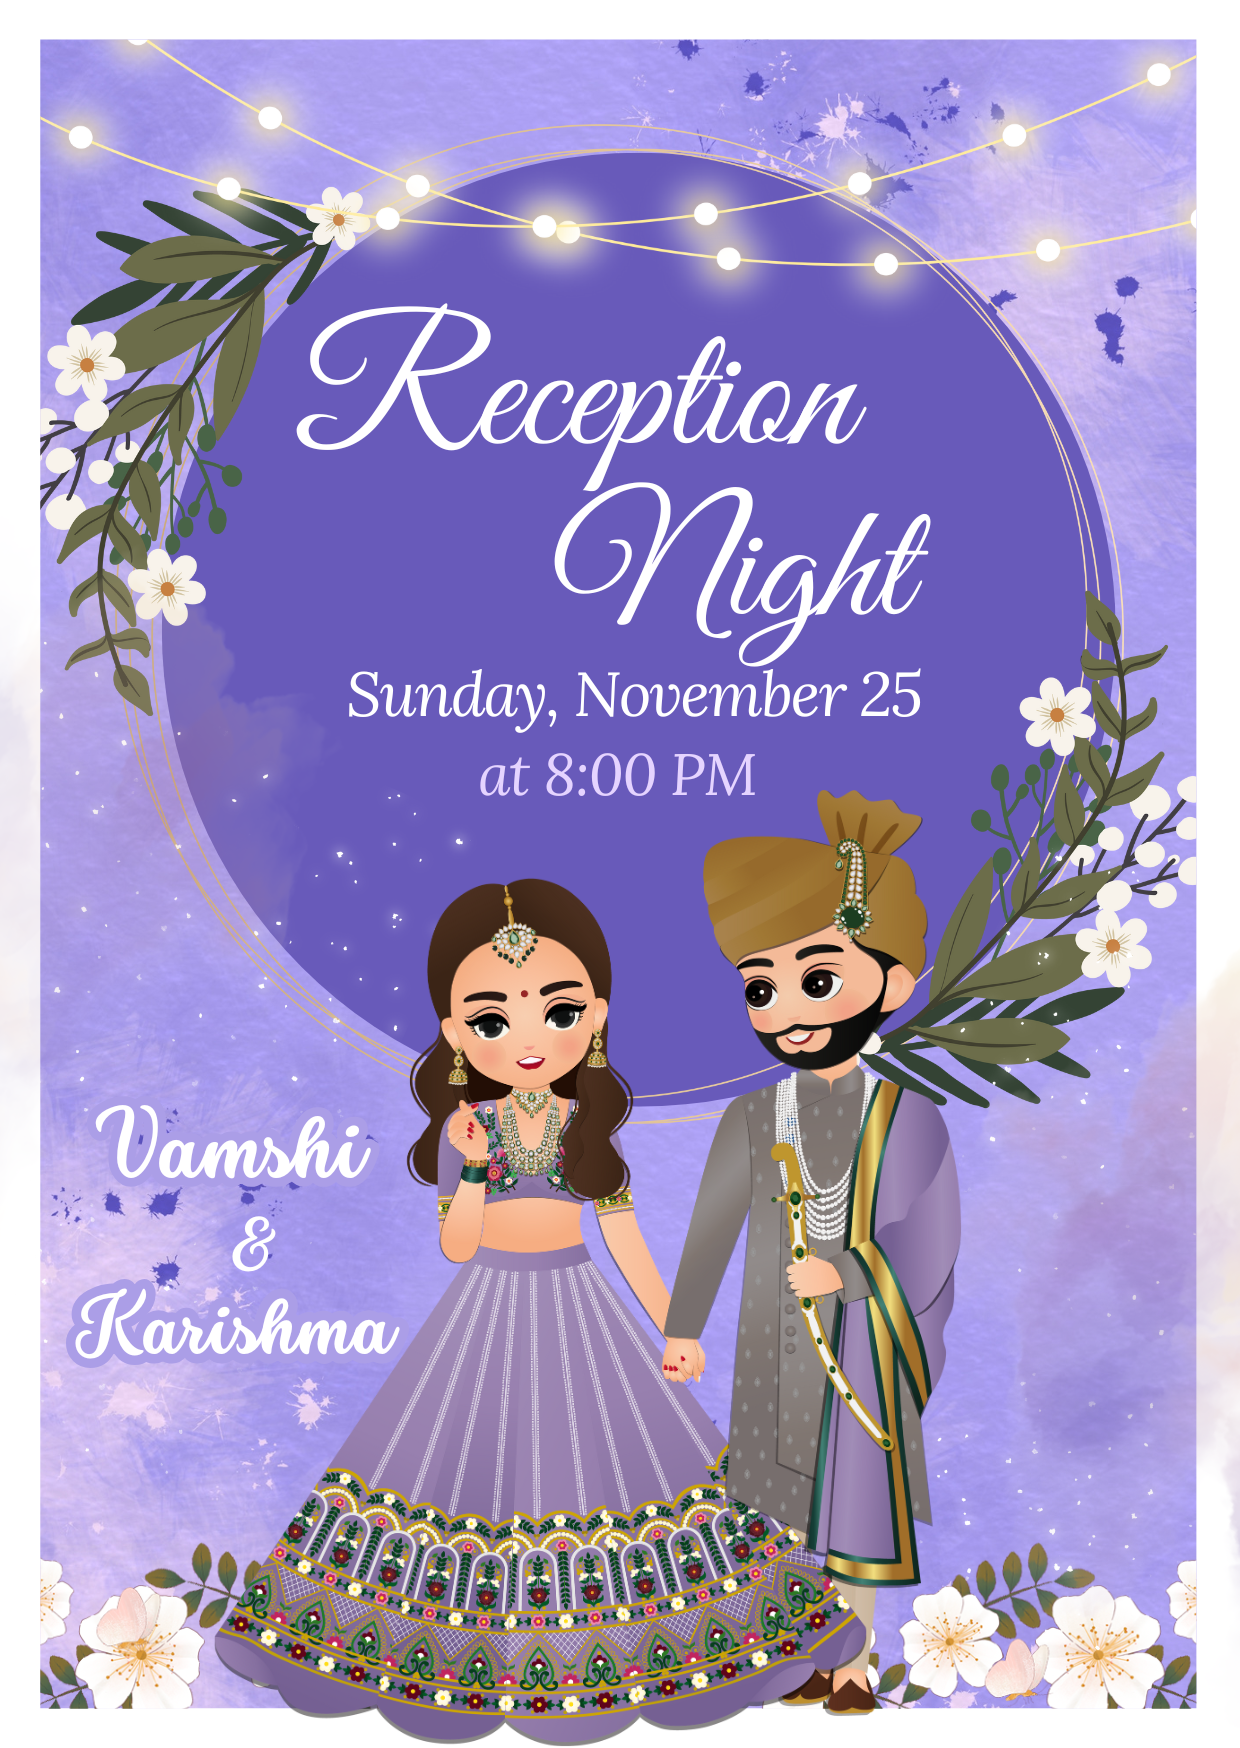 Reception
Night
Sunday, November 25
at 8:00 PM
Vamshi
&
Karishma